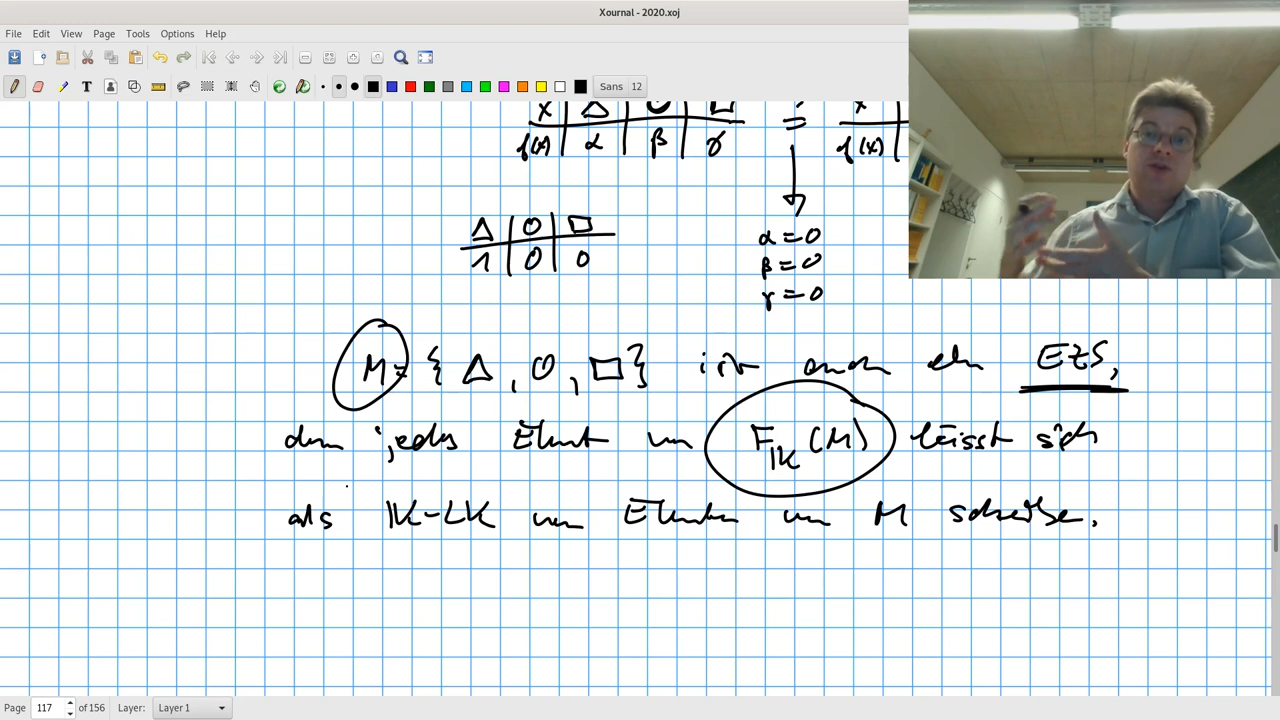 Xournal - 2020.xoj
File Edit View Page Tools Options Help
Sans 12
x | Δ | O | □
f(x) | α | β | γ
=
f(x)
Δ | O | □
1 | 0 | 0
α = 0
β = 0
γ = 0
M = { Δ, O, □ } ist auch ein EZS,
denn jedes Element von F_IK (M) lässt sich
als IK-LK von Elementen von M schreiben.
Page 117 of 156 Layer: Layer 1